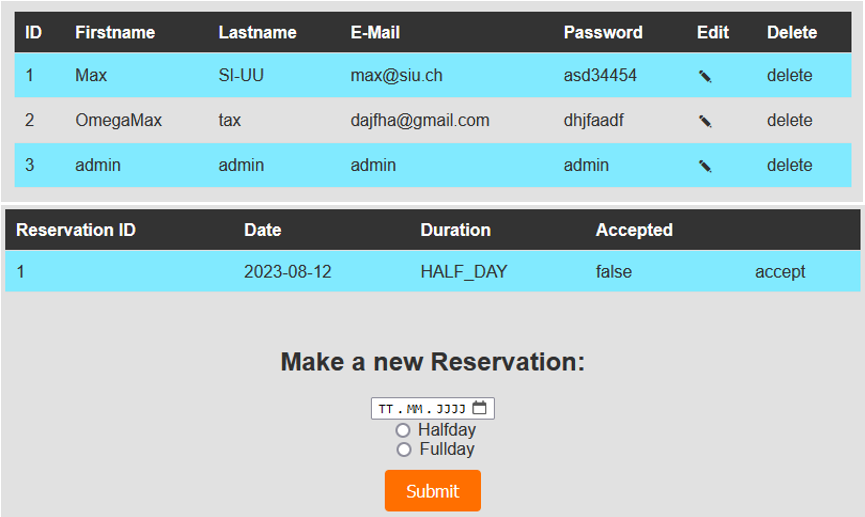 ID Firstname Lastname E-Mail Password Edit Delete
1 Max SI-UU max@siu.ch asd34454 delete
2 OmegaMax tax dajfha@gmail.com dhjfaadf delete
3 admin admin admin admin delete
Reservation ID Date Duration Accepted
1 2023-08-12 HALF_DAY false accept
Make a new Reservation:
TT.MM.JJJJ
Halfday
Fullday
Submit